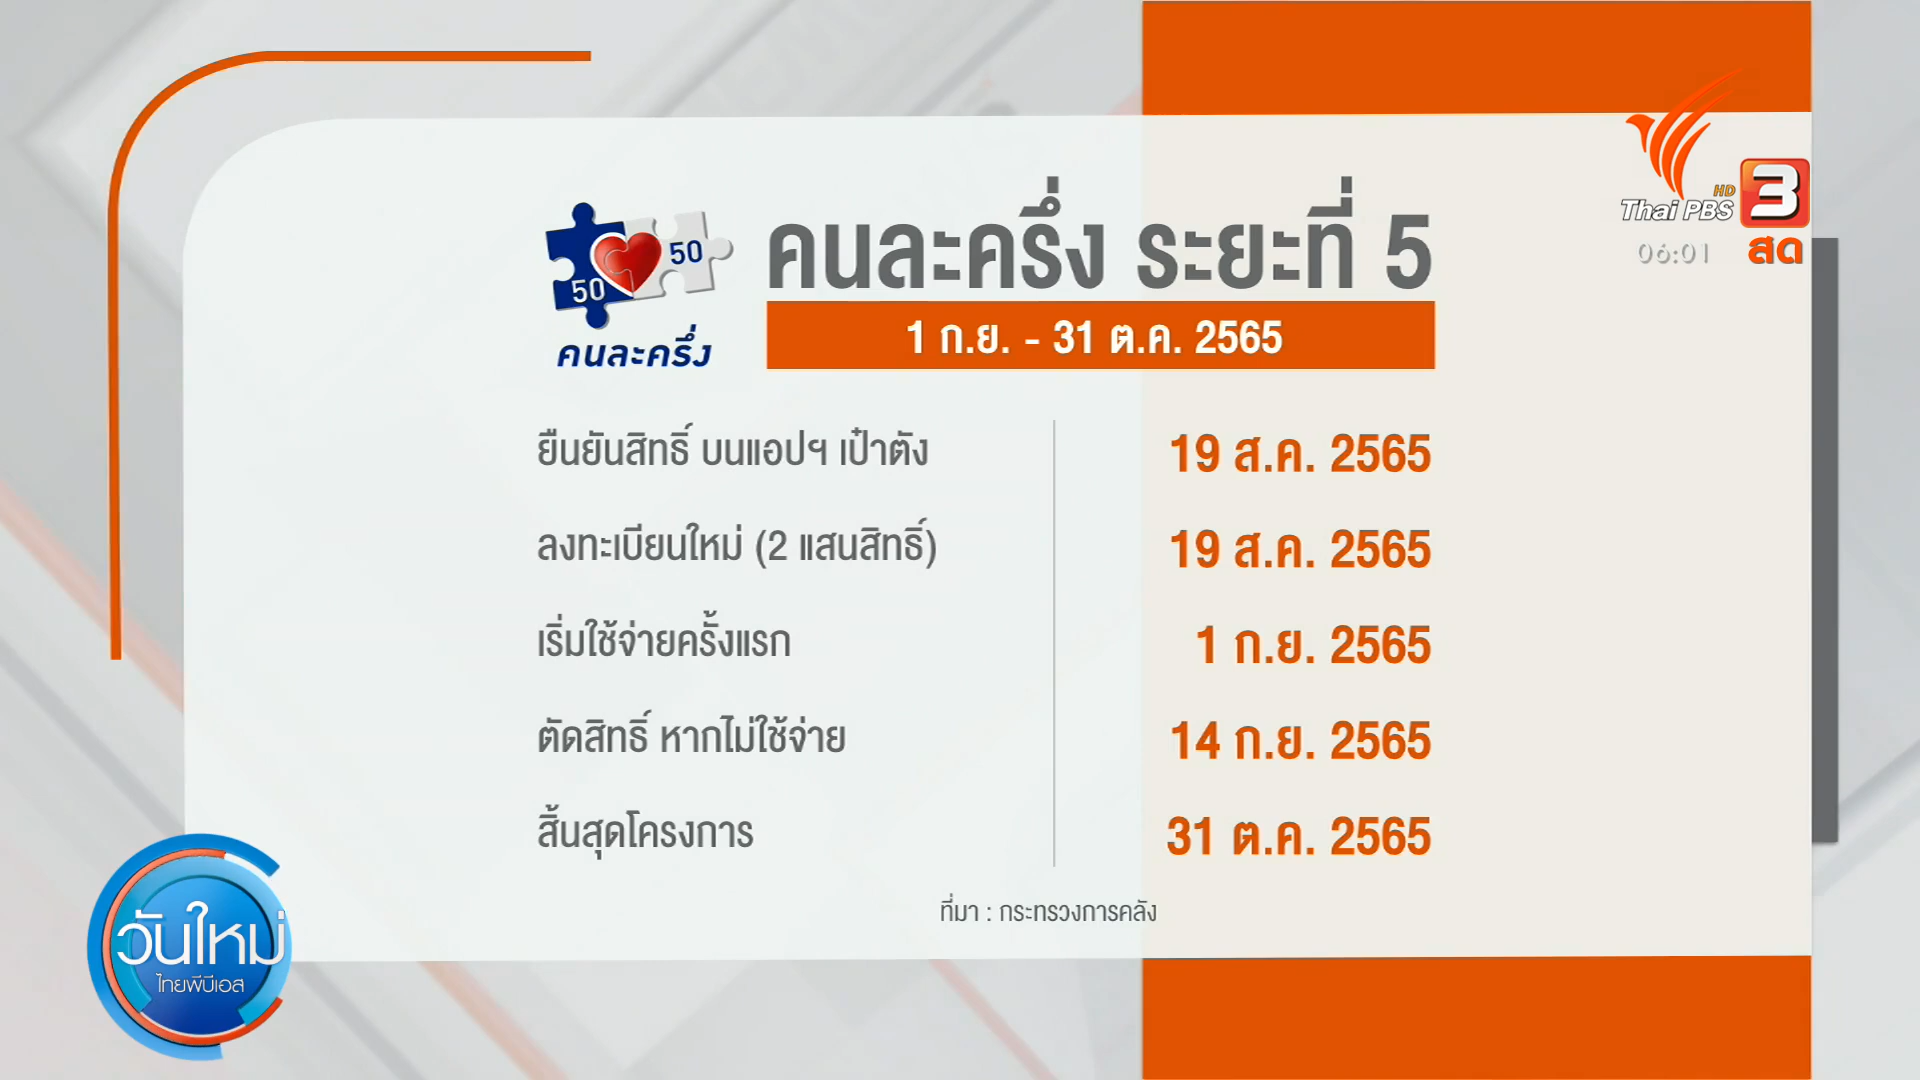 คนละครึ่ง ระยะที่ 5
50
50
คนละครึ่ง
1 ก.ย. - 31 ต.ค. 2565
HD
Thai PBS 3
06:01 สด
ยืนยันสิทธิ์ บนแอปฯ เป๋าตัง 19 ส.ค. 2565
ลงทะเบียนใหม่ (2 แสนสิทธิ์) 19 ส.ค. 2565
เริ่มใช้จ่ายครั้งแรก 1 ก.ย. 2565
ตัดสิทธิ์ หากไม่ใช้จ่าย 14 ก.ย. 2565
สิ้นสุดโครงการ 31 ต.ค. 2565
ที่มา : กระทรวงการคลัง
วันใหม่
ไทยพีบีเอส